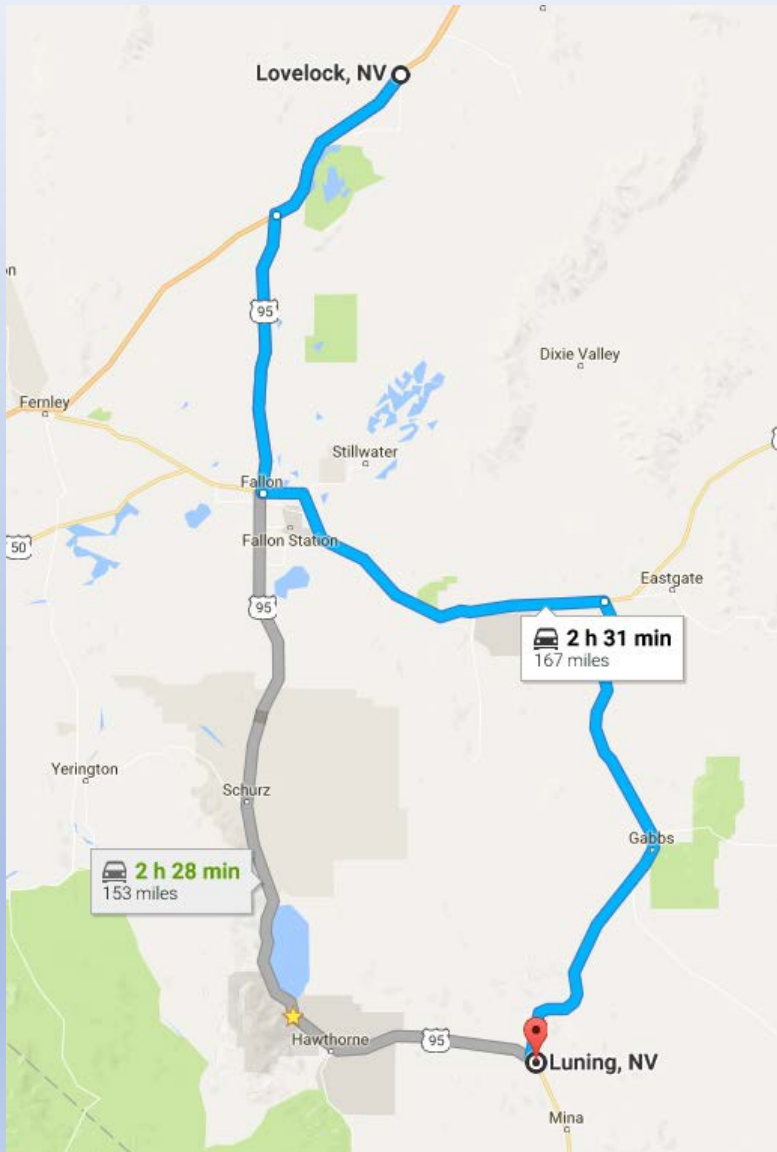 Lovelock, NV
n
95
Dixie Valley
Fernley
Stillwater
Fallon
Fallon Station
50
Eastgate
95
2 h 31 min
167 miles
Yerington
Schurz
Gabbs
2 h 28 min
153 miles
Hawthorne
95
Luning, NV
Mina